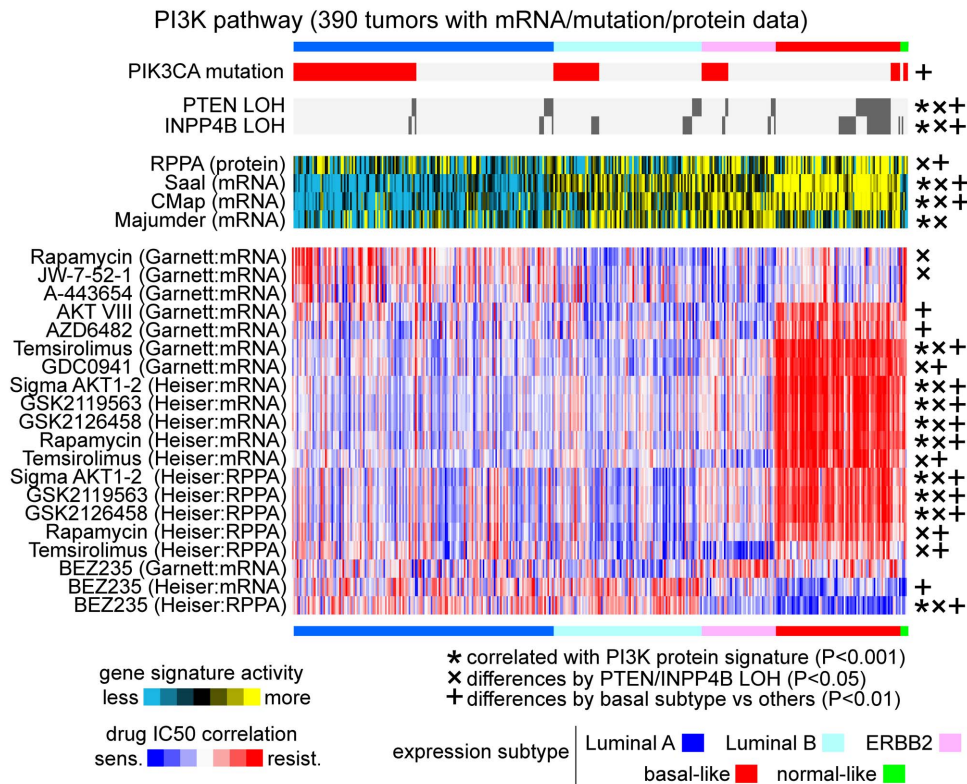 PI3K pathway (390 tumors with mRNA/mutation/protein data)
PIK3CA mutation +
PTEN LOH *×+
INPP4B LOH *×+
RPPA (protein) ×+
Saal (mRNA) *×+
CMap (mRNA) *×+
Majumder (mRNA) *×
Rapamycin (Garnett:mRNA) ×
JW-7-52-1 (Garnett:mRNA) ×
A-443654 (Garnett:mRNA)
AKT VIII (Garnett:mRNA) +
AZD6482 (Garnett:mRNA) +
Temsirolimus (Garnett:mRNA) *×+
GDC0941 (Garnett:mRNA) ×+
Sigma AKT1-2 (Heiser:mRNA) *×+
GSK2119563 (Heiser:mRNA) *×+
GSK2126458 (Heiser:mRNA) *×+
Rapamycin (Heiser:mRNA) *×+
Temsirolimus (Heiser:mRNA) ×+
Sigma AKT1-2 (Heiser:RPPA) *×+
GSK2119563 (Heiser:RPPA) *×+
GSK2126458 (Heiser:RPPA) *×+
Rapamycin (Heiser:RPPA) ×+
Temsirolimus (Heiser:RPPA) ×+
BEZ235 (Garnett:mRNA)
BEZ235 (Heiser:mRNA) +
BEZ235 (Heiser:RPPA) *×+
gene signature activity
less more
drug IC50 correlation
sens. resist.
* correlated with PI3K protein signature (P<0.001)
× differences by PTEN/INPP4B LOH (P<0.05)
+ differences by basal subtype vs others (P<0.01)
expression subtype
Luminal A Luminal B ERBB2
basal-like normal-like